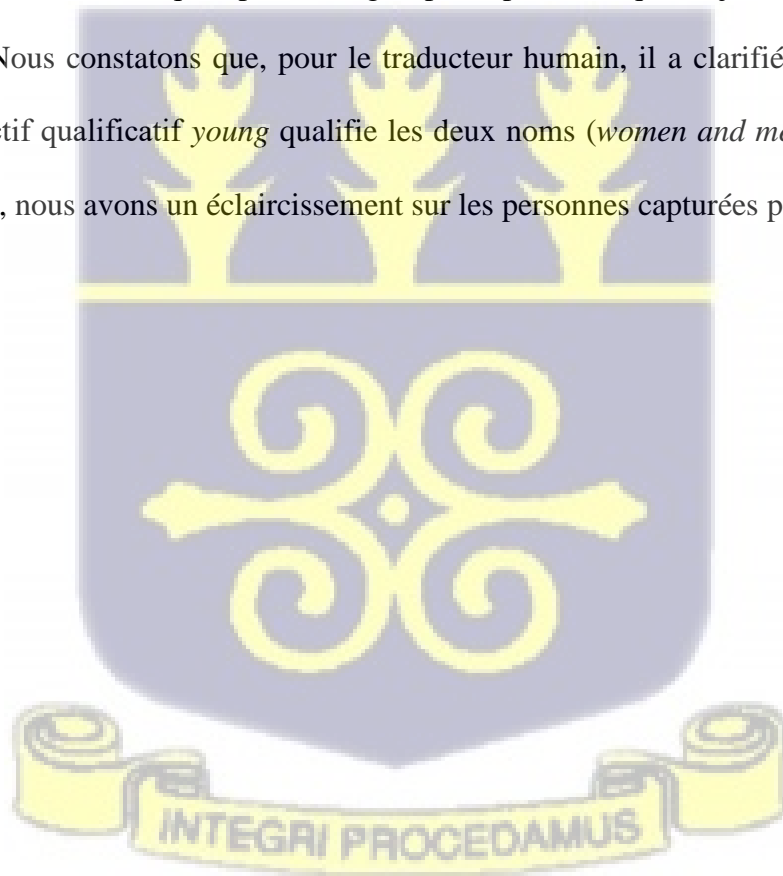 Nous constatons que, pour le traducteur humain, il a clarifié
qualificatif young qualifie les deux noms (women and
, nous avons un éclaircissement sur les personnes capturées
INTEGRI PROCEDAMUS